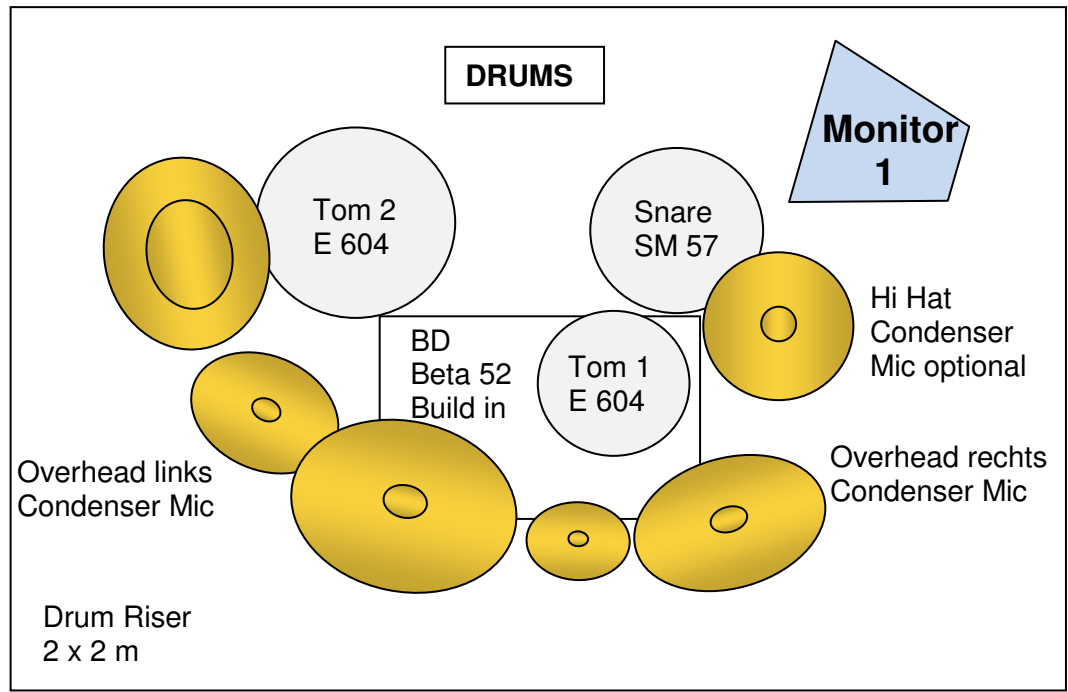 DRUMS
Monitor
1
Tom 2
E 604
Snare
SM 57
Hi Hat
Condenser
Mic optional
BD
Beta 52
Build in
Tom 1
E 604
Overhead links
Condenser Mic
Overhead rechts
Condenser Mic
Drum Riser
2 x 2 m